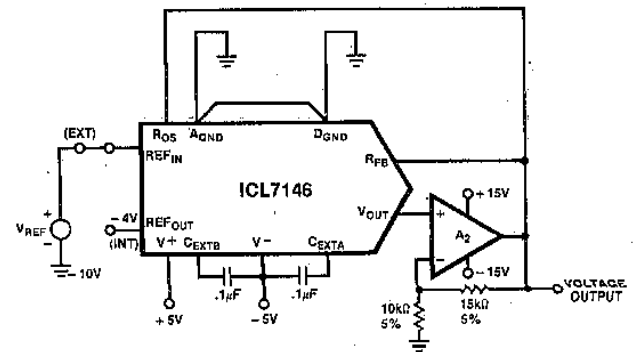 ROS AGND DGND
(EXT)
REFIN
RFB
ICL7146
VOUT
+15V
+
A2
−
−15V
−4V
REFOUT
(INT)
V+ CEXTB V− CEXTA
+
VREF
−
−10V
.1µF .1µF
+5V −5V
10kΩ
5%
15kΩ
5%
VOLTAGE
OUTPUT